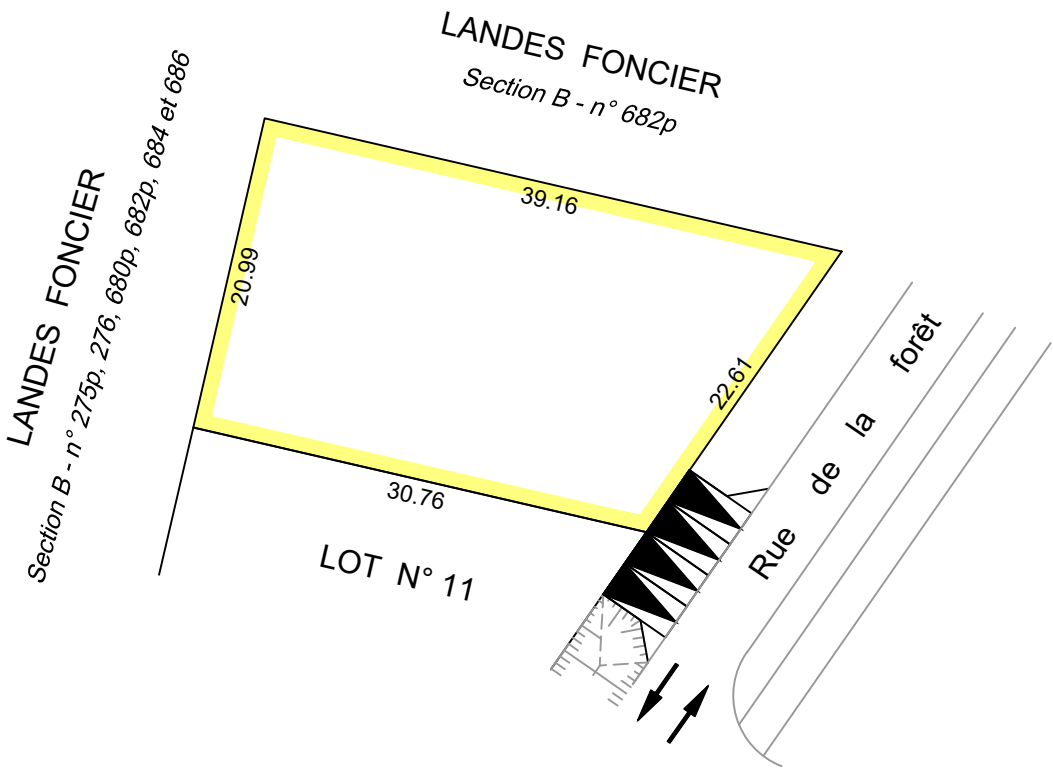 LANDES FONCIER
Section B - n° 682p
LANDES FONCIER
Section B - n° 275p, 276, 680p, 682p, 684 et 686
39.16
20.99
22.61
30.76
LOT N° 11
Rue de la forêt